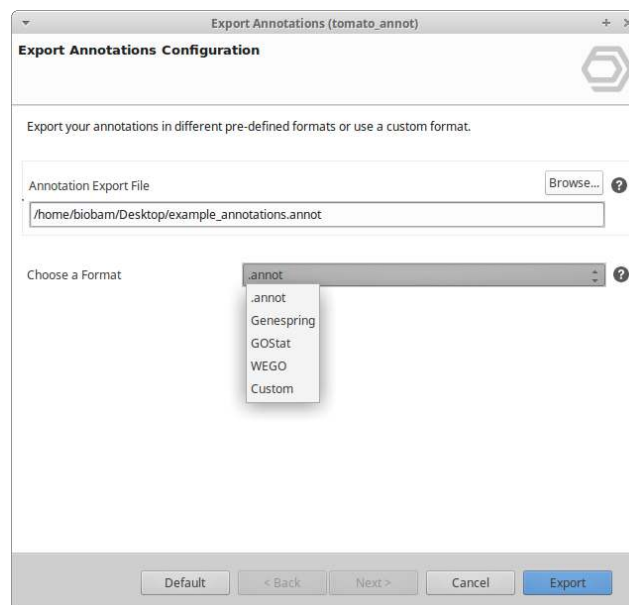 Export Annotations (tomato_annot)
Export Annotations Configuration
Export your annotations in different pre-defined formats or use a custom format.
Annotation Export File
Browse...
/home/biobam/Desktop/example_annotations.annot
Choose a Format
.annot
.annot
Genespring
GOStat
WEGO
Custom
Default
< Back
Next >
Cancel
Export